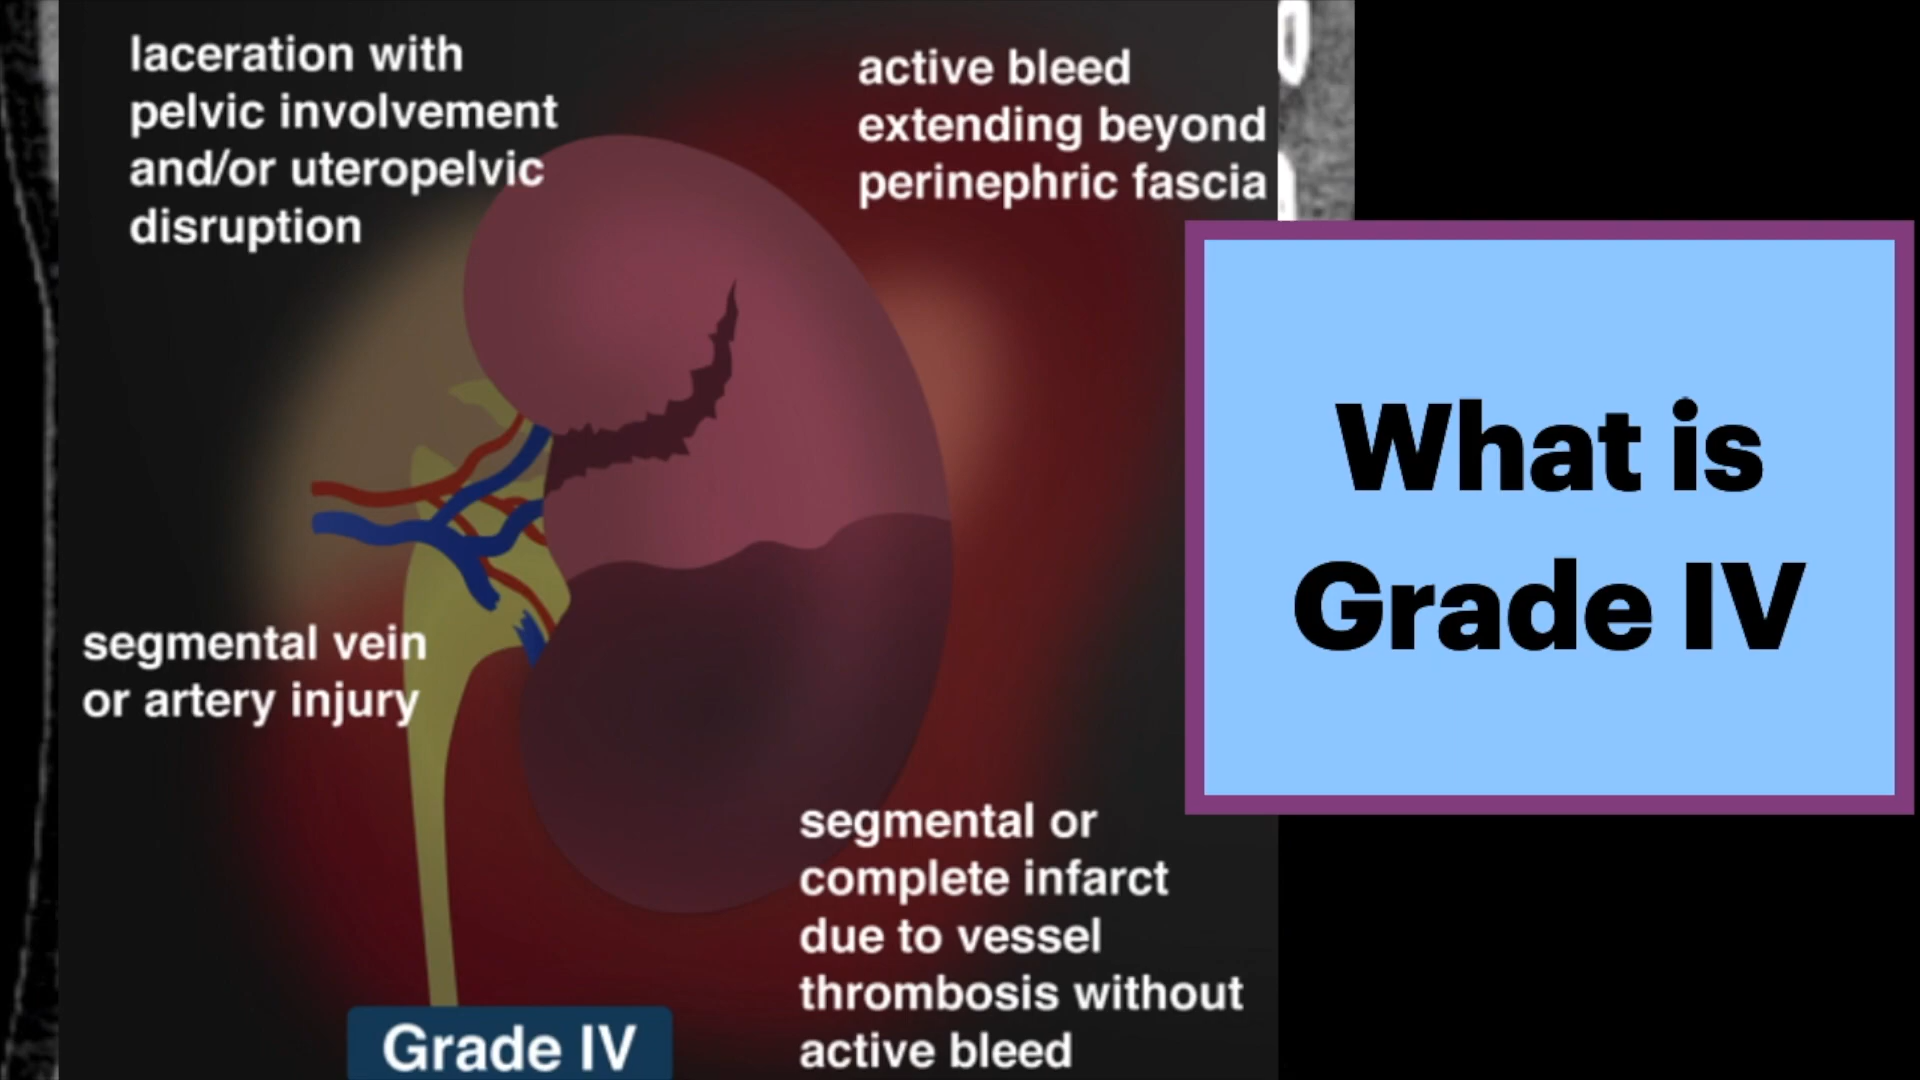 laceration with
pelvic involvement
and/or uteropelvic
disruption
active bleed
extending beyond
perinephric fascia
What is
Grade IV
segmental vein
or artery injury
segmental or
complete infarct
due to vessel
thrombosis without
active bleed
Grade IV